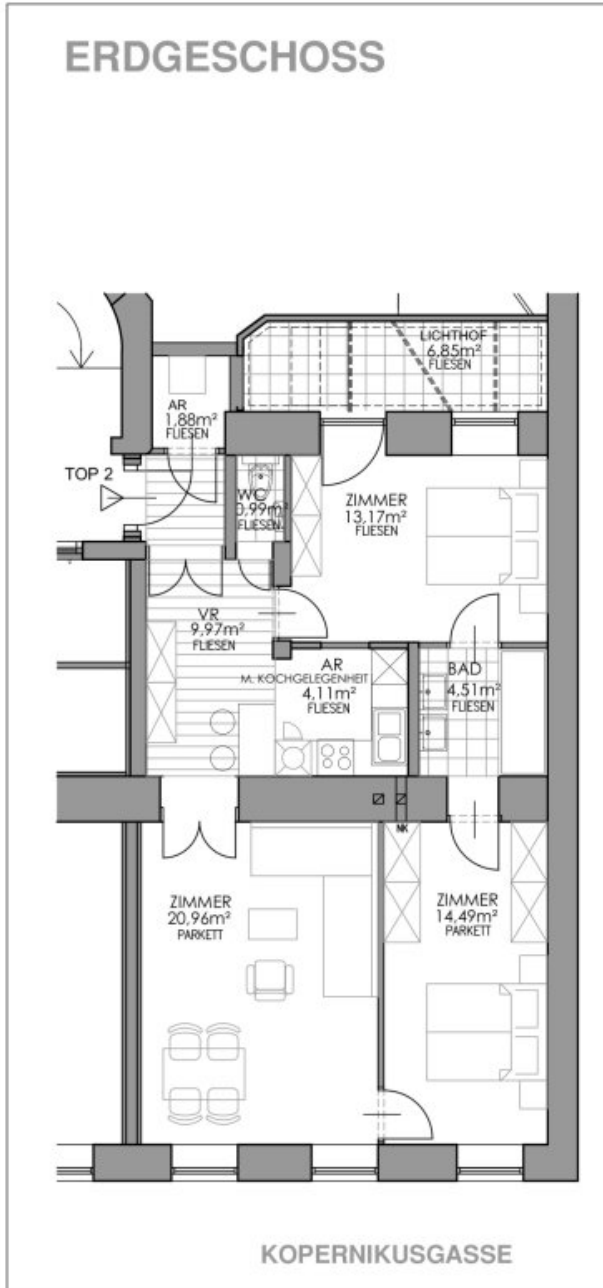 ERDGESCHOSS
LICHTHOF
6,85m²
FLIESEN
AR
1,88m²
FLIESEN
TOP 2
WC
0,99m²
FLIESEN
ZIMMER
13,17m²
FLIESEN
VR
9,97m²
FLIESEN
AR
M. KOCHGELEGENHEIT
4,11m²
FLIESEN
BAD
4,51m²
FLIESEN
NK
ZIMMER
20,96m²
PARKETT
ZIMMER
14,49m²
PARKETT
KOPERNIKUSGASSE